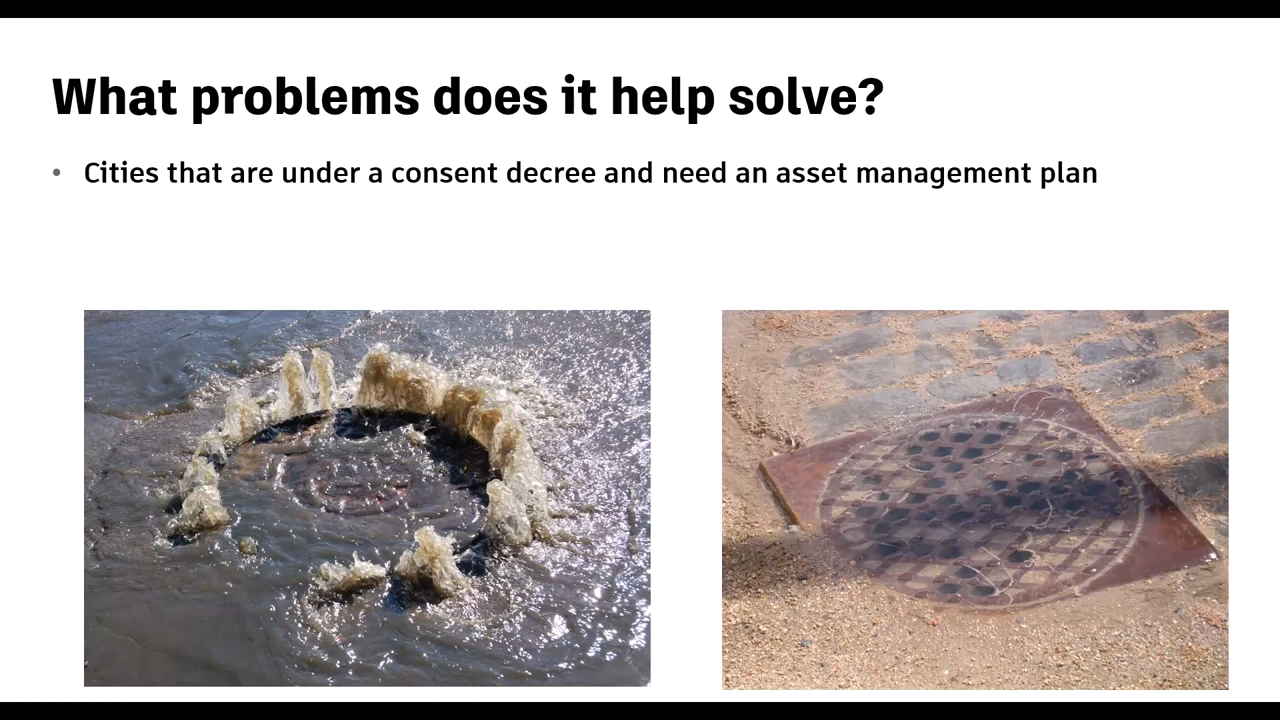 What problems does it help solve?
• Cities that are under a consent decree and need an asset management plan